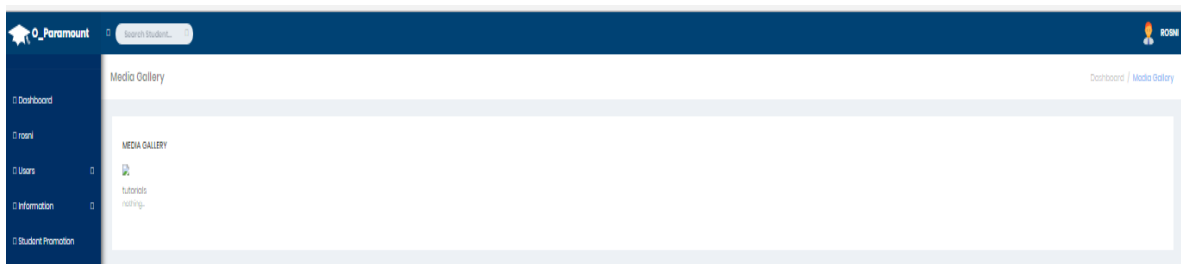 O_Paramount
Search Student...
ROSNI
Media Gallery
Dashboard / Media Gallery
Dashboard
rosni
Users
Information
Student Promotion
MEDIA GALLERY
tutorials
nothing...